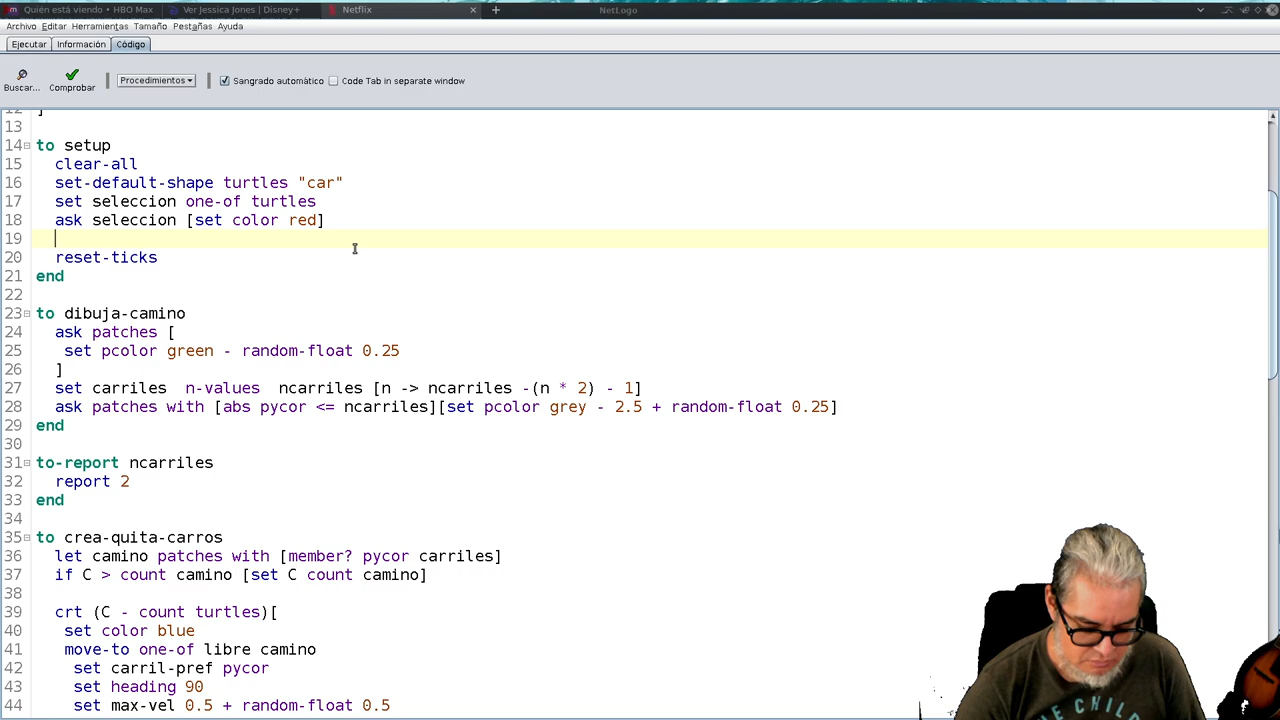 Quién está viendo • HBO Max
Ver Jessica Jones | Disney+
Netflix
NetLogo
Archivo Editar Herramientas Tamaño Pestañas Ayuda
Ejecutar Información Código
Buscar... Comprobar Procedimientos Sangrado automático Code Tab in separate window
12 ]
13
14 to setup
15 clear-all
16 set-default-shape turtles "car"
17 set seleccion one-of turtles
18 ask seleccion [set color red]
19
20 reset-ticks
21 end
22
23 to dibuja-camino
24 ask patches [
25 set pcolor green - random-float 0.25
26 ]
27 set carriles n-values ncarriles [n -> ncarriles -(n * 2) - 1]
28 ask patches with [abs pycor <= ncarriles][set pcolor grey - 2.5 + random-float 0.25]
29 end
30
31 to-report ncarriles
32 report 2
33 end
34
35 to crea-quita-carros
36 let camino patches with [member? pycor carriles]
37 if C > count camino [set C count camino]
38
39 crt (C - count turtles)[
40 set color blue
41 move-to one-of libre camino
42 set carril-pref pycor
43 set heading 90
44 set max-vel 0.5 + random-float 0.5